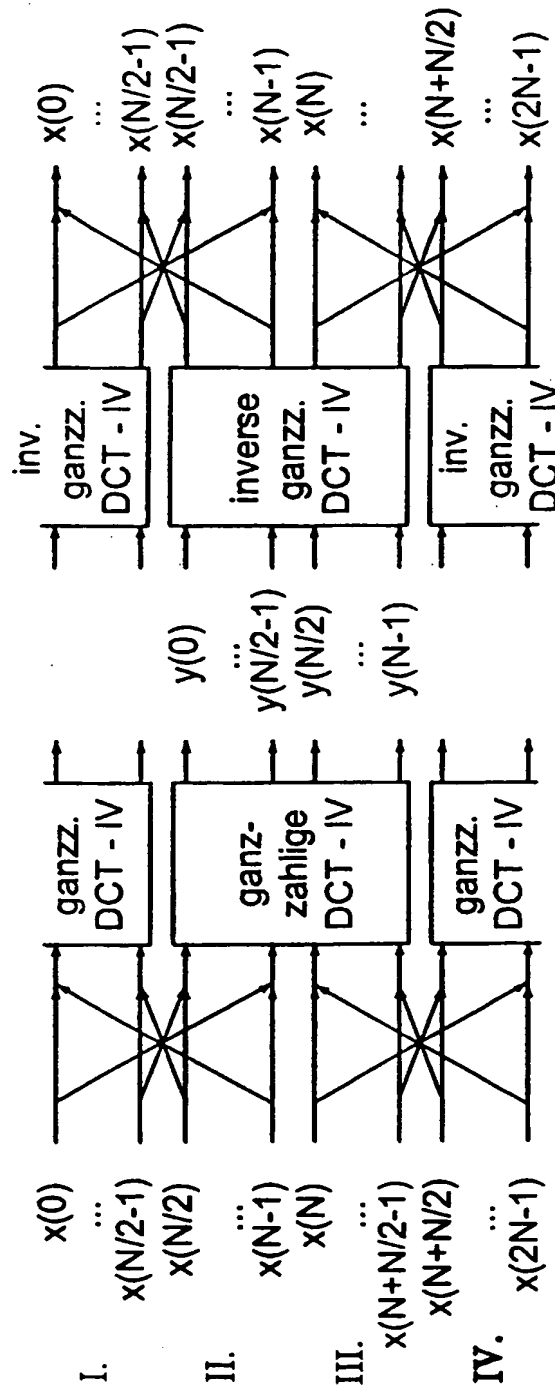 I.
II.
III.
IV.
x(0)
...
x(N/2-1)
x(N/2)
...
x(N-1)
x(N)
...
x(N+N/2-1)
x(N+N/2)
...
x(2N-1)
ganzz.
DCT - IV
ganz-
zahlige
DCT - IV
ganzz.
DCT - IV
y(0)
...
y(N/2-1)
y(N/2)
...
y(N-1)
inv.
ganzz.
DCT - IV
inverse
ganzz.
DCT - IV
inv.
ganzz.
DCT - IV
x(0)
...
x(N/2-1)
x(N/2-1)
...
x(N-1)
x(N)
...
x(N+N/2)
...
x(2N-1)